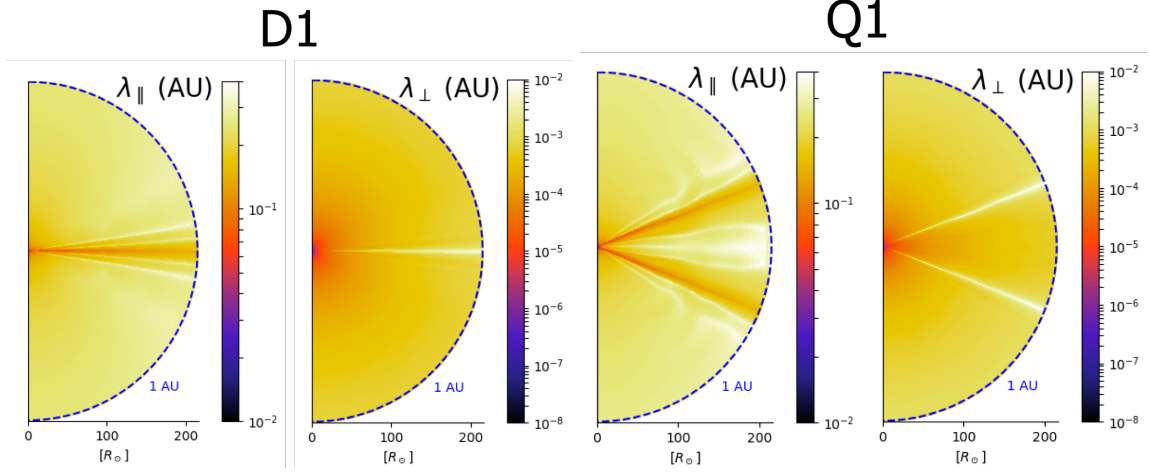 D1
Q1
λ∥ (AU)
10⁻¹
10⁻²
1 AU
0 100 200
[R⊙]
λ⊥ (AU)
10⁻²
10⁻³
10⁻⁴
10⁻⁵
10⁻⁶
10⁻⁷
10⁻⁸
1 AU
0 100 200
[R⊙]
λ∥ (AU)
10⁻¹
10⁻²
1 AU
0 100 200
[R⊙]
λ⊥ (AU)
10⁻²
10⁻³
10⁻⁴
10⁻⁵
10⁻⁶
10⁻⁷
10⁻⁸
1 AU
0 100 200
[R⊙]